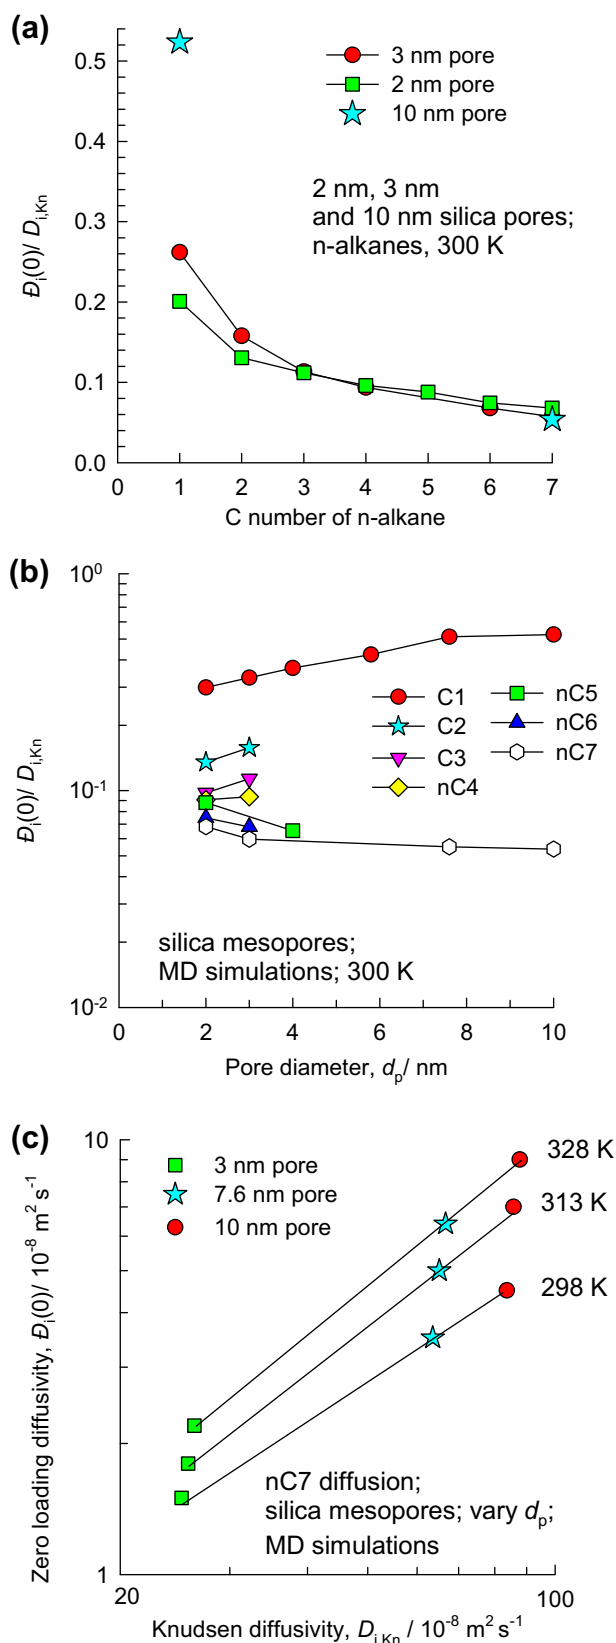 (a)
0.5
0.4
0.3
0.2
0.1
0.0
Đi(0)/ Di,Kn
3 nm pore
2 nm pore
10 nm pore
2 nm, 3 nm
and 10 nm silica pores;
n-alkanes, 300 K
0 1 2 3 4 5 6 7
C number of n-alkane
(b)
10⁰
10⁻¹
10⁻²
Đi(0)/ Di,Kn
C1
C2
C3
nC4
nC5
nC6
nC7
silica mesopores;
MD simulations; 300 K
0 2 4 6 8 10
Pore diameter, dp/ nm
(c)
10
1
Zero loading diffusivity, Đi(0)/ 10⁻⁸ m² s⁻¹
3 nm pore
7.6 nm pore
10 nm pore
328 K
313 K
298 K
nC7 diffusion;
silica mesopores; vary dp;
MD simulations
20 100
Knudsen diffusivity, Di,Kn / 10⁻⁸ m² s⁻¹